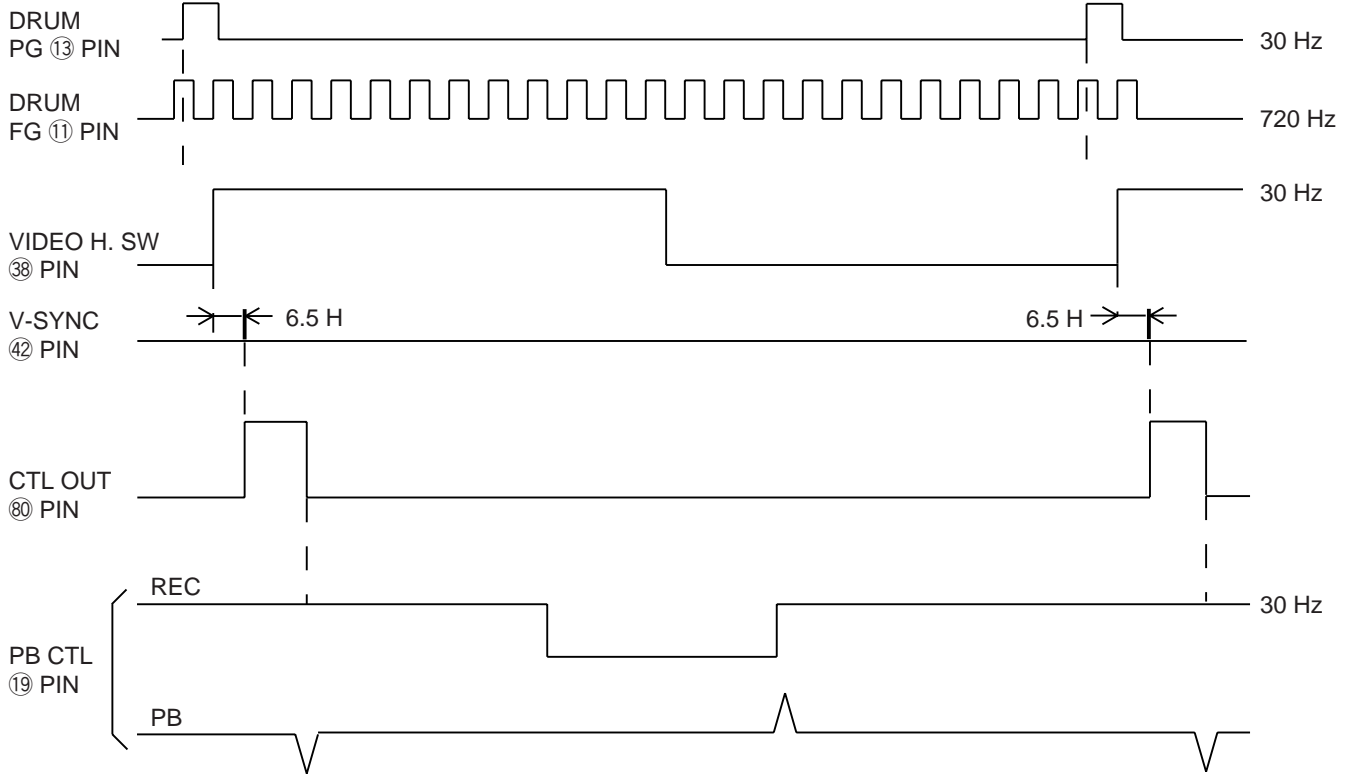 DRUM
PG ⑬ PIN
30 Hz
DRUM
FG ⑪ PIN
720 Hz
30 Hz
VIDEO H. SW
㊳ PIN
V-SYNC
㊷ PIN
6.5 H
6.5 H
CTL OUT
80 PIN
REC
30 Hz
PB CTL
⑲ PIN
PB